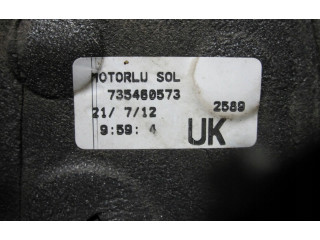 MOTORLU SOL
735460573
21/ 7/12 2589
9:59: 4 UK